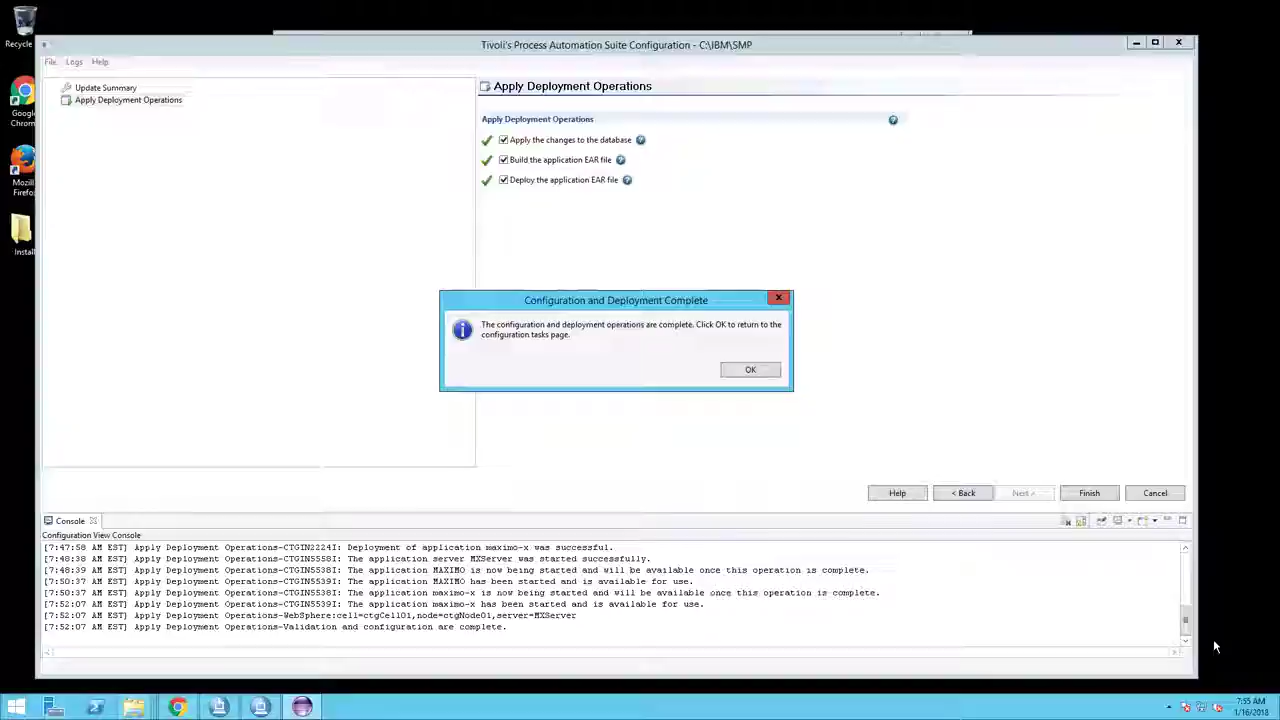 Recycle
Google
Chrom
Mozill
Firefo
Install
Tivoli's Process Automation Suite Configuration - C:\IBM\SMP
File Logs Help
Update Summary
Apply Deployment Operations
Apply Deployment Operations
Apply Deployment Operations
Apply the changes to the database
Build the application EAR file
Deploy the application EAR file
Configuration and Deployment Complete
The configuration and deployment operations are complete. Click OK to return to the
configuration tasks page.
OK
Help < Back Next > Finish Cancel
Console
Configuration View Console
[7:47:58 AM EST] Apply Deployment Operations-CTGIN2224I: Deployment of application maximo-x was successful.
[7:48:38 AM EST] Apply Deployment Operations-CTGIN5558I: The application server MXServer was started successfully.
[7:48:39 AM EST] Apply Deployment Operations-CTGIN5538I: The application MAXIMO is now being started and will be available once this operation is complete.
[7:50:37 AM EST] Apply Deployment Operations-CTGIN5539I: The application MAXIMO has been started and is available for use.
[7:50:37 AM EST] Apply Deployment Operations-CTGIN5538I: The application maximo-x is now being started and will be available once this operation is complete.
[7:52:07 AM EST] Apply Deployment Operations-CTGIN5539I: The application maximo-x has been started and is available for use.
[7:52:07 AM EST] Apply Deployment Operations-WebSphere:cell=ctgCell01,node=ctgNode01,server=MXServer
[7:52:07 AM EST] Apply Deployment Operations-Validation and configuration are complete.
7:55 AM
1/16/2018